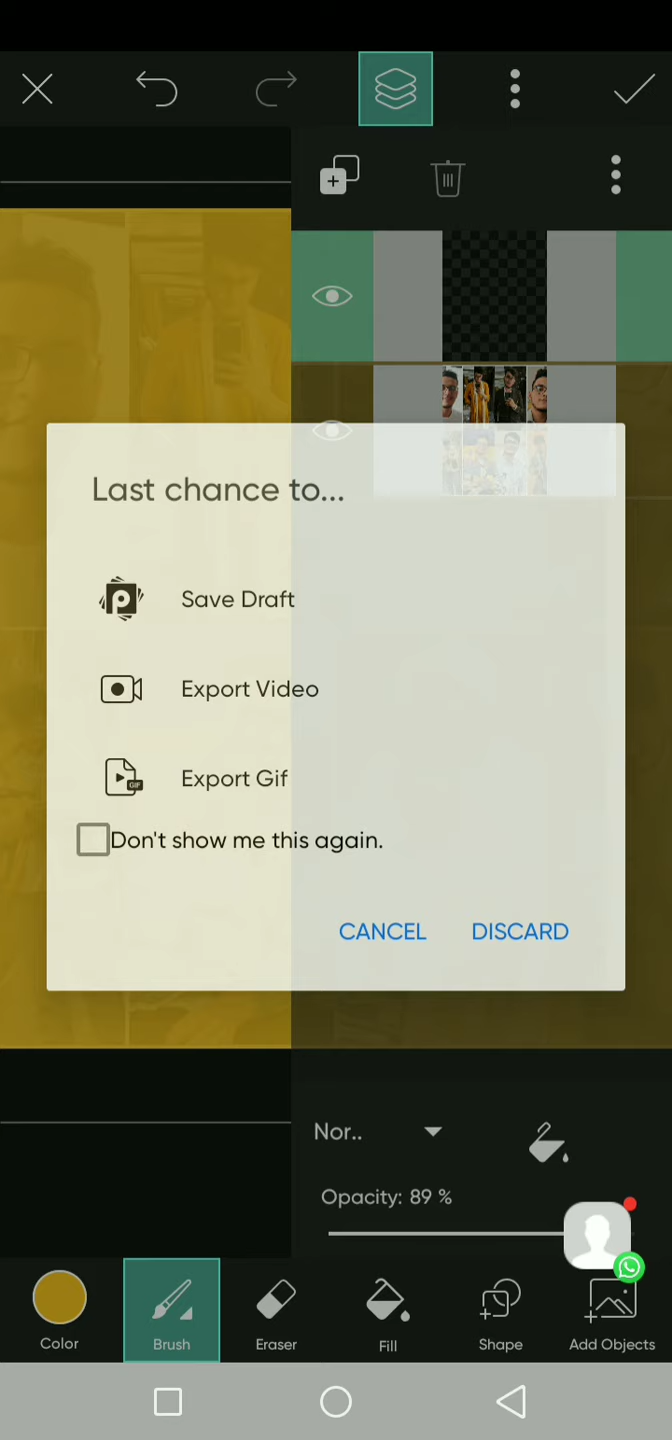 Last chance to...
Save Draft
Export Video
GIF
Export Gif
Don't show me this again.
CANCEL DISCARD
Nor..
Opacity: 89 %
Color Brush Eraser Fill Shape Add Objects